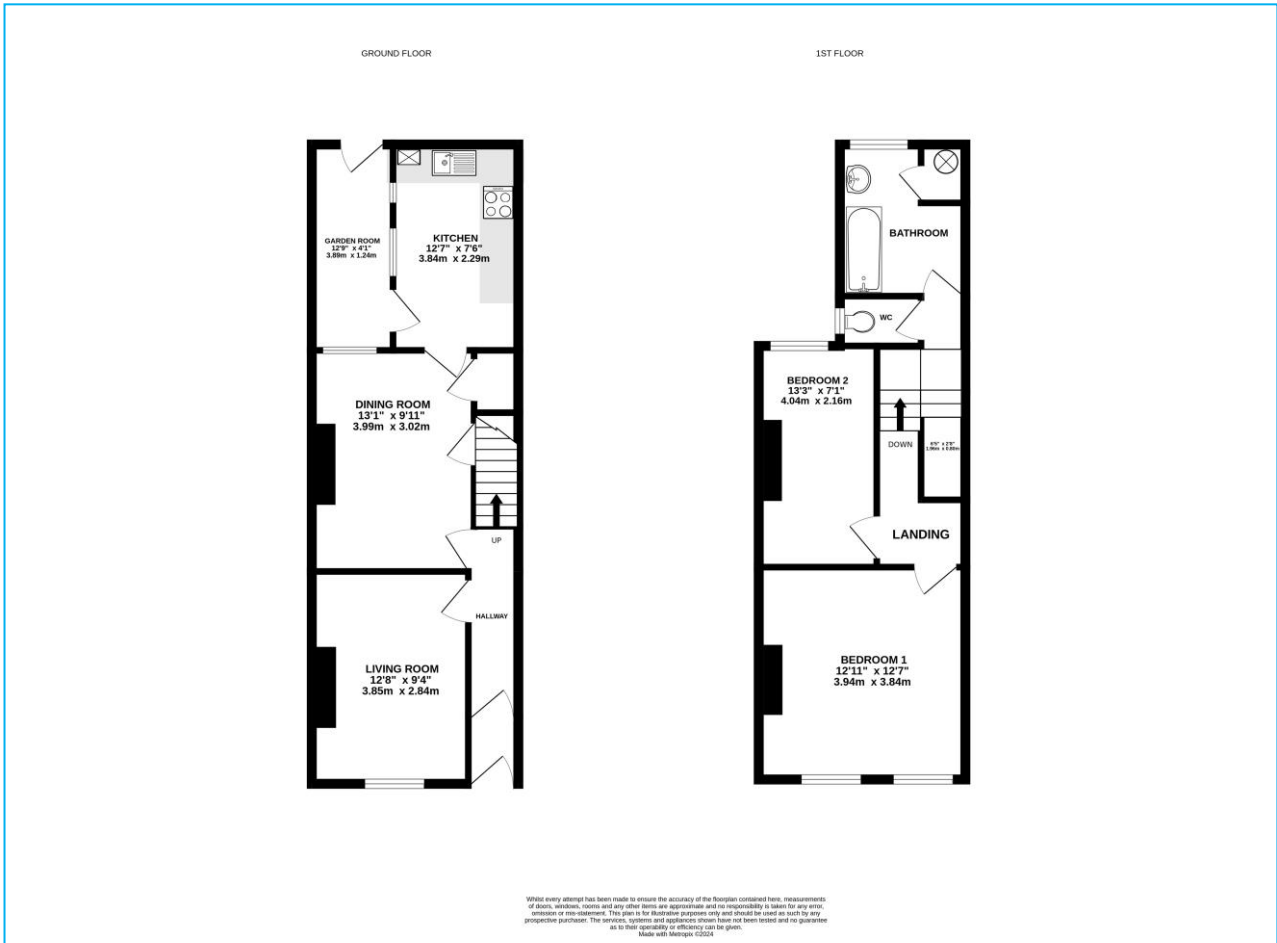 GROUND FLOOR
1ST FLOOR
GARDEN ROOM
12'9" x 4'1"
3.89m x 1.24m
KITCHEN
12'7" x 7'6"
3.84m x 2.29m
DINING ROOM
13'1" x 9'11"
3.99m x 3.02m
UP
HALLWAY
LIVING ROOM
12'8" x 9'4"
3.85m x 2.84m
BATHROOM
WC
BEDROOM 2
13'3" x 7'1"
4.04m x 2.16m
DOWN
LANDING
BEDROOM 1
12'11" x 12'7"
3.94m x 3.84m
Whilst every attempt has been made to ensure the accuracy of the floorplan contained here, measurements
of doors, windows, rooms and any other items are approximate and no responsibility is taken for any error,
omission or mis-statement. This plan is for illustrative purposes only and should be used as such by any
prospective purchaser. The services, systems and appliances shown have not been tested and no guarantee
as to their operability or efficiency can be given.
Made with Metropix ©2024